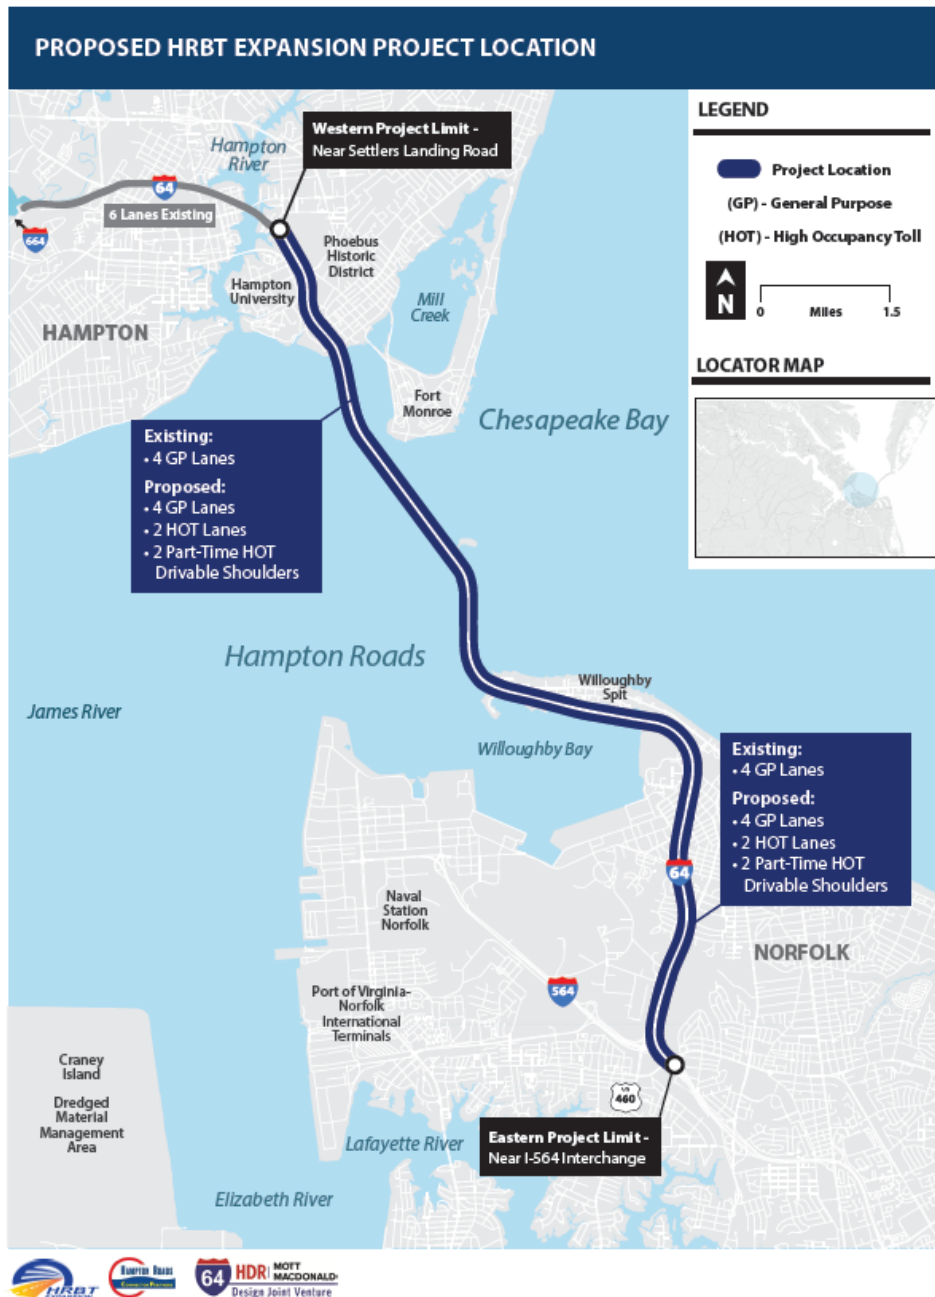 PROPOSED HRBT EXPANSION PROJECT LOCATION
LEGEND
Project Location
(GP) - General Purpose
(HOT) - High Occupancy Toll
N
0 Miles 1.5
LOCATOR MAP
Western Project Limit -
Near Settlers Landing Road
Hampton
River
64
6 Lanes Existing
664
Phoebus
Historic
District
Hampton
University
Mill
Creek
HAMPTON
Fort
Monroe
Chesapeake Bay
Existing:
• 4 GP Lanes
Proposed:
• 4 GP Lanes
• 2 HOT Lanes
• 2 Part-Time HOT
Drivable Shoulders
Hampton Roads
Willoughby
Spit
James River
Willoughby Bay
Existing:
• 4 GP Lanes
Proposed:
• 4 GP Lanes
• 2 HOT Lanes
• 2 Part-Time HOT
Drivable Shoulders
64
Naval
Station
Norfolk
NORFOLK
564
Port of Virginia-
Norfolk
International
Terminals
Craney
Island
Dredged
Material
Management
Area
US
460
Eastern Project Limit -
Near I-564 Interchange
Lafayette River
Elizabeth River
HRBT
EXPANSION
HAMPTON ROADS
CONNECTOR PARTNERS
64
HDR
MOTT
MACDONALD
Design Joint Venture